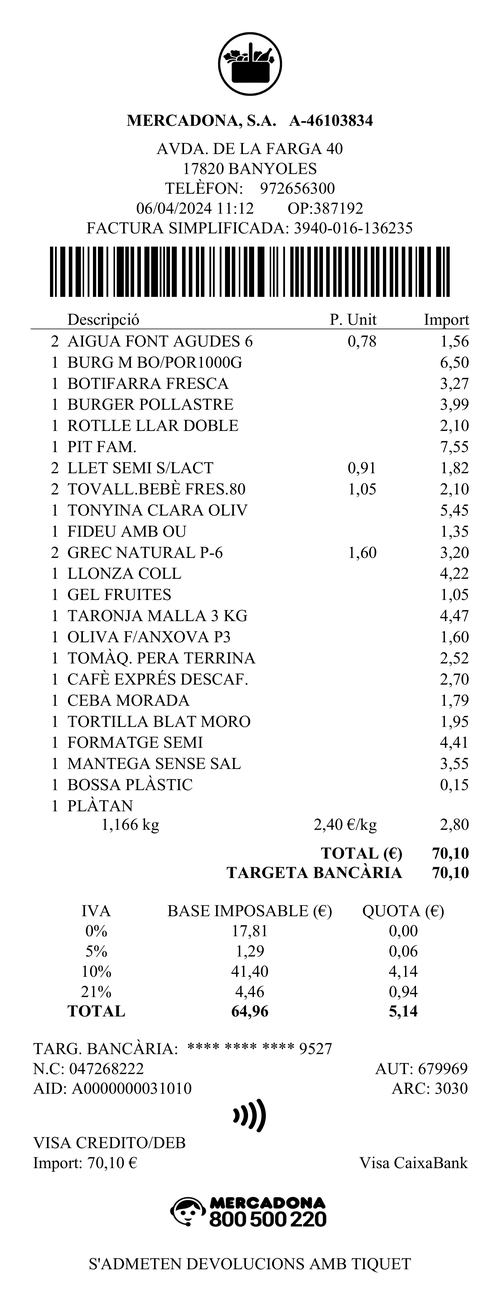 MERCADONA, S.A. A-46103834
AVDA. DE LA FARGA 40
17820 BANYOLES
TELÈFON: 972656300
06/04/2024 11:12 OP:387192
FACTURA SIMPLIFICADA: 3940-016-136235
Descripció P. Unit Import
2 AIGUA FONT AGUDES 6 0,78 1,56
1 BURG M BO/POR1000G 6,50
1 BOTIFARRA FRESCA 3,27
1 BURGER POLLASTRE 3,99
1 ROTLLE LLAR DOBLE 2,10
1 PIT FAM. 7,55
2 LLET SEMI S/LACT 0,91 1,82
2 TOVALL.BEBÈ FRES.80 1,05 2,10
1 TONYINA CLARA OLIV 5,45
1 FIDEU AMB OU 1,35
2 GREC NATURAL P-6 1,60 3,20
1 LLONZA COLL 4,22
1 GEL FRUITES 1,05
1 TARONJA MALLA 3 KG 4,47
1 OLIVA F/ANXOVA P3 1,60
1 TOMÀQ. PERA TERRINA 2,52
1 CAFÈ EXPRÉS DESCAF. 2,70
1 CEBA MORADA 1,79
1 TORTILLA BLAT MORO 1,95
1 FORMATGE SEMI 4,41
1 MANTEGA SENSE SAL 3,55
1 BOSSA PLÀSTIC 0,15
1 PLÀTAN
1,166 kg 2,40 €/kg 2,80
TOTAL (€) 70,10
TARGETA BANCÀRIA 70,10
IVA BASE IMPOSABLE (€) QUOTA (€)
0% 17,81 0,00
5% 1,29 0,06
10% 41,40 4,14
21% 4,46 0,94
TOTAL 64,96 5,14
TARG. BANCÀRIA: **** **** **** 9527
N.C: 047268222 AUT: 679969
AID: A0000000031010 ARC: 3030
VISA CREDITO/DEB
Import: 70,10 € Visa CaixaBank
MERCADONA
800 500 220
S'ADMETEN DEVOLUCIONS AMB TIQUET